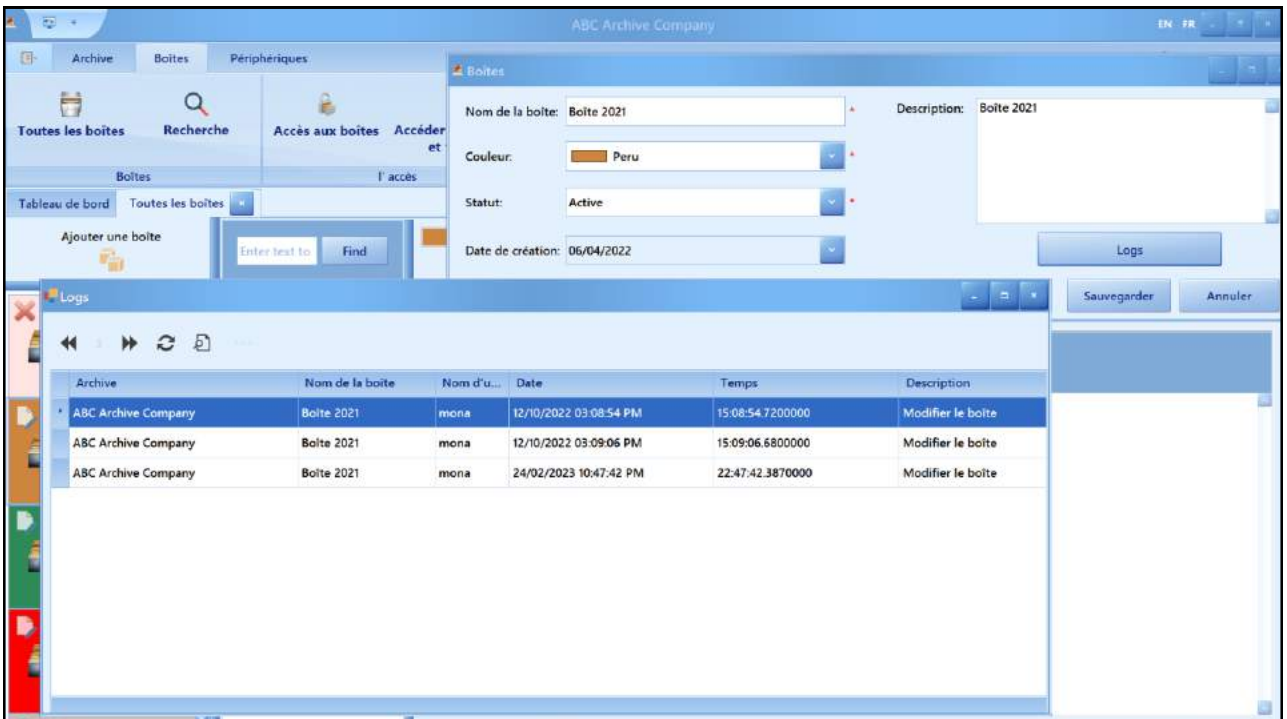 ABC Archive Company
EN FR
Archive Boîtes Périphériques
Toutes les boîtes Recherche Accès aux boîtes Accéder
et
Boîtes l' accès
Tableau de bord Toutes les boîtes
Ajouter une boîte
Enter text to Find
Boîtes
Nom de la boîte: Boîte 2021 * Description: Boîte 2021
Couleur: Peru *
Statut: Active *
Date de création: 06/04/2022 Logs
Sauvegarder Annuler
Logs
Archive Nom de la boîte Nom d'u... Date Temps Description
ABC Archive Company Boîte 2021 mona 12/10/2022 03:08:54 PM 15:08:54.7200000 Modifier le boîte
ABC Archive Company Boîte 2021 mona 12/10/2022 03:09:06 PM 15:09:06.6800000 Modifier le boîte
ABC Archive Company Boîte 2021 mona 24/02/2023 10:47:42 PM 22:47:42.3870000 Modifier le boîte